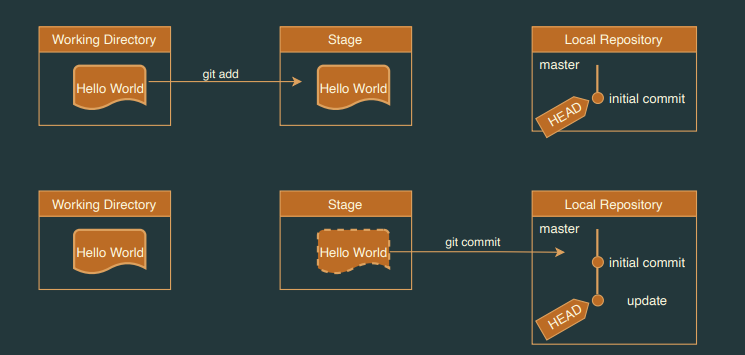 Working Directory
Stage
Local Repository
master
Hello World
git add
Hello World
initial commit
HEAD
Working Directory
Stage
Local Repository
master
Hello World
Hello World
git commit
initial commit
update
HEAD